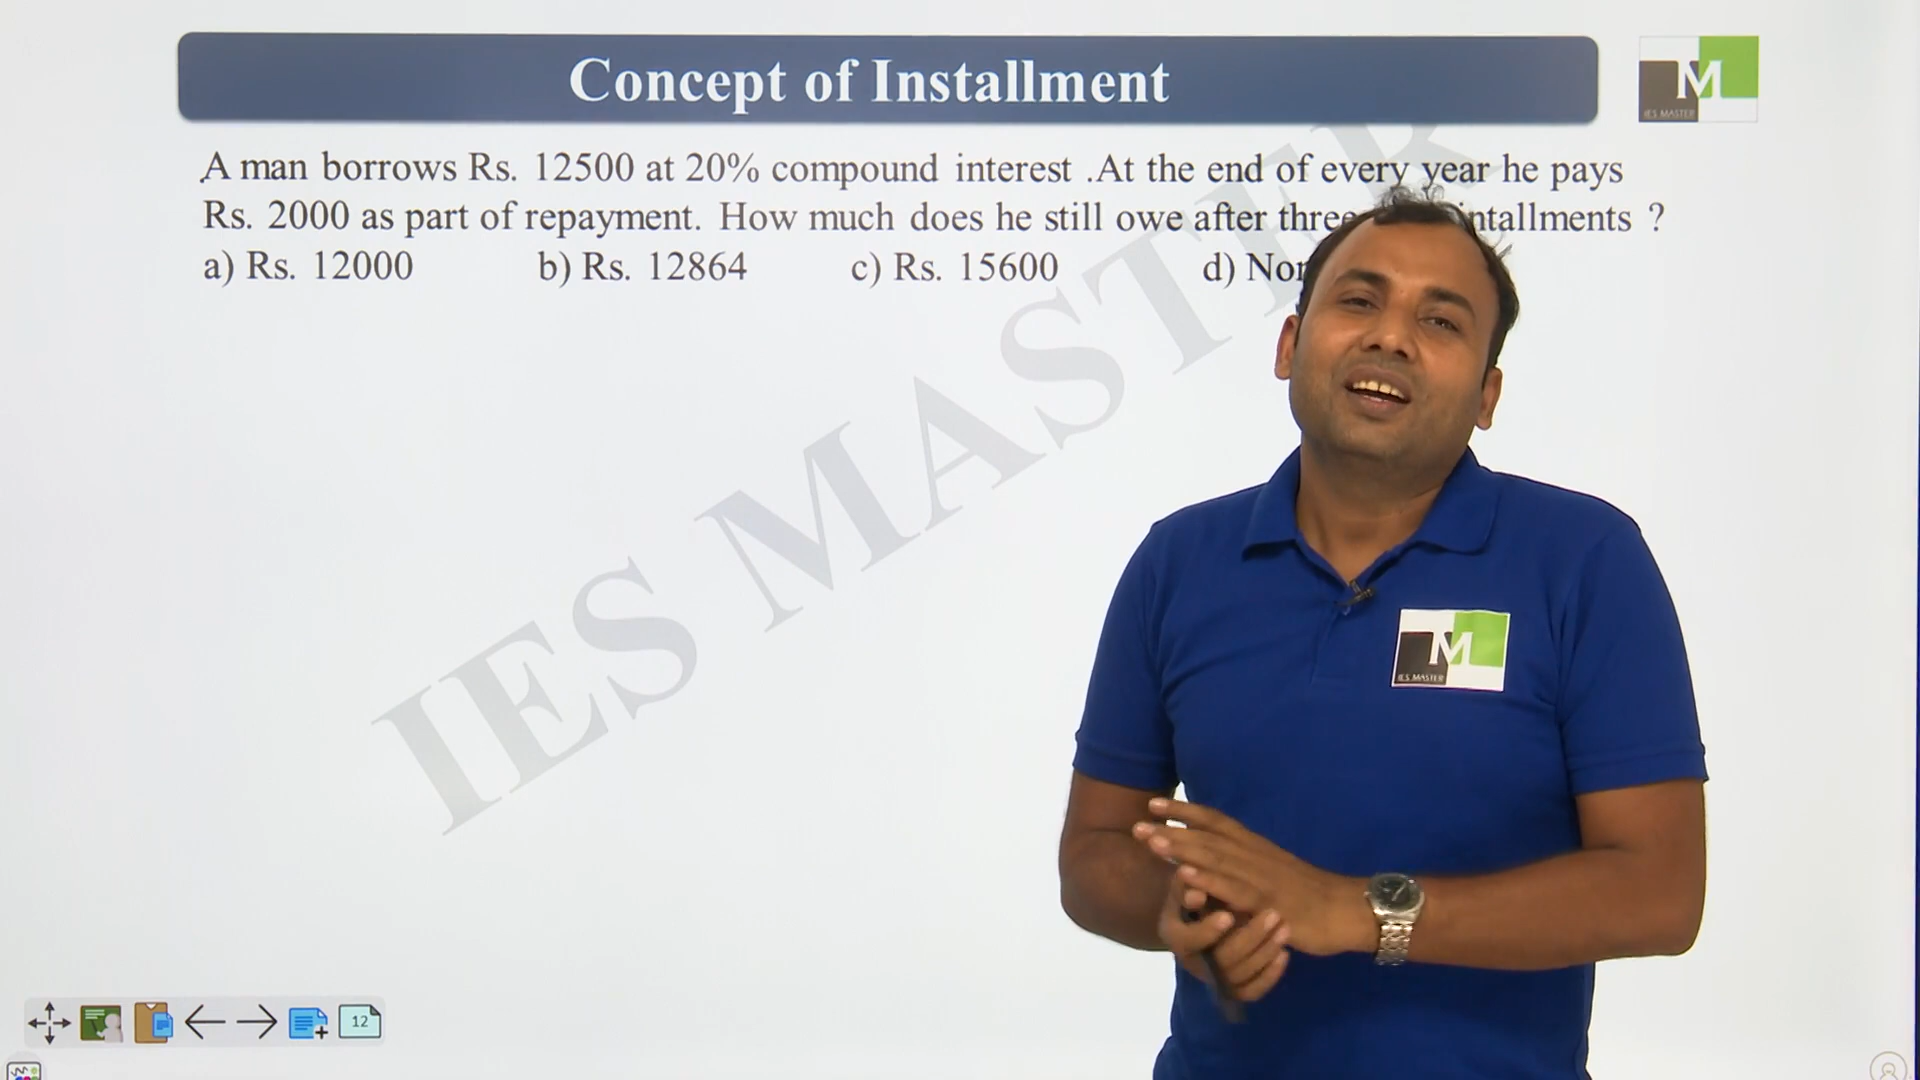 Concept of Installment
M
IES MASTER
A man borrows Rs. 12500 at 20% compound interest .At the end of every year he pays
Rs. 2000 as part of repayment. How much does he still owe after three intallments ?
a) Rs. 12000 b) Rs. 12864 c) Rs. 15600 d)
IES MASTER
M
IES MASTER
12